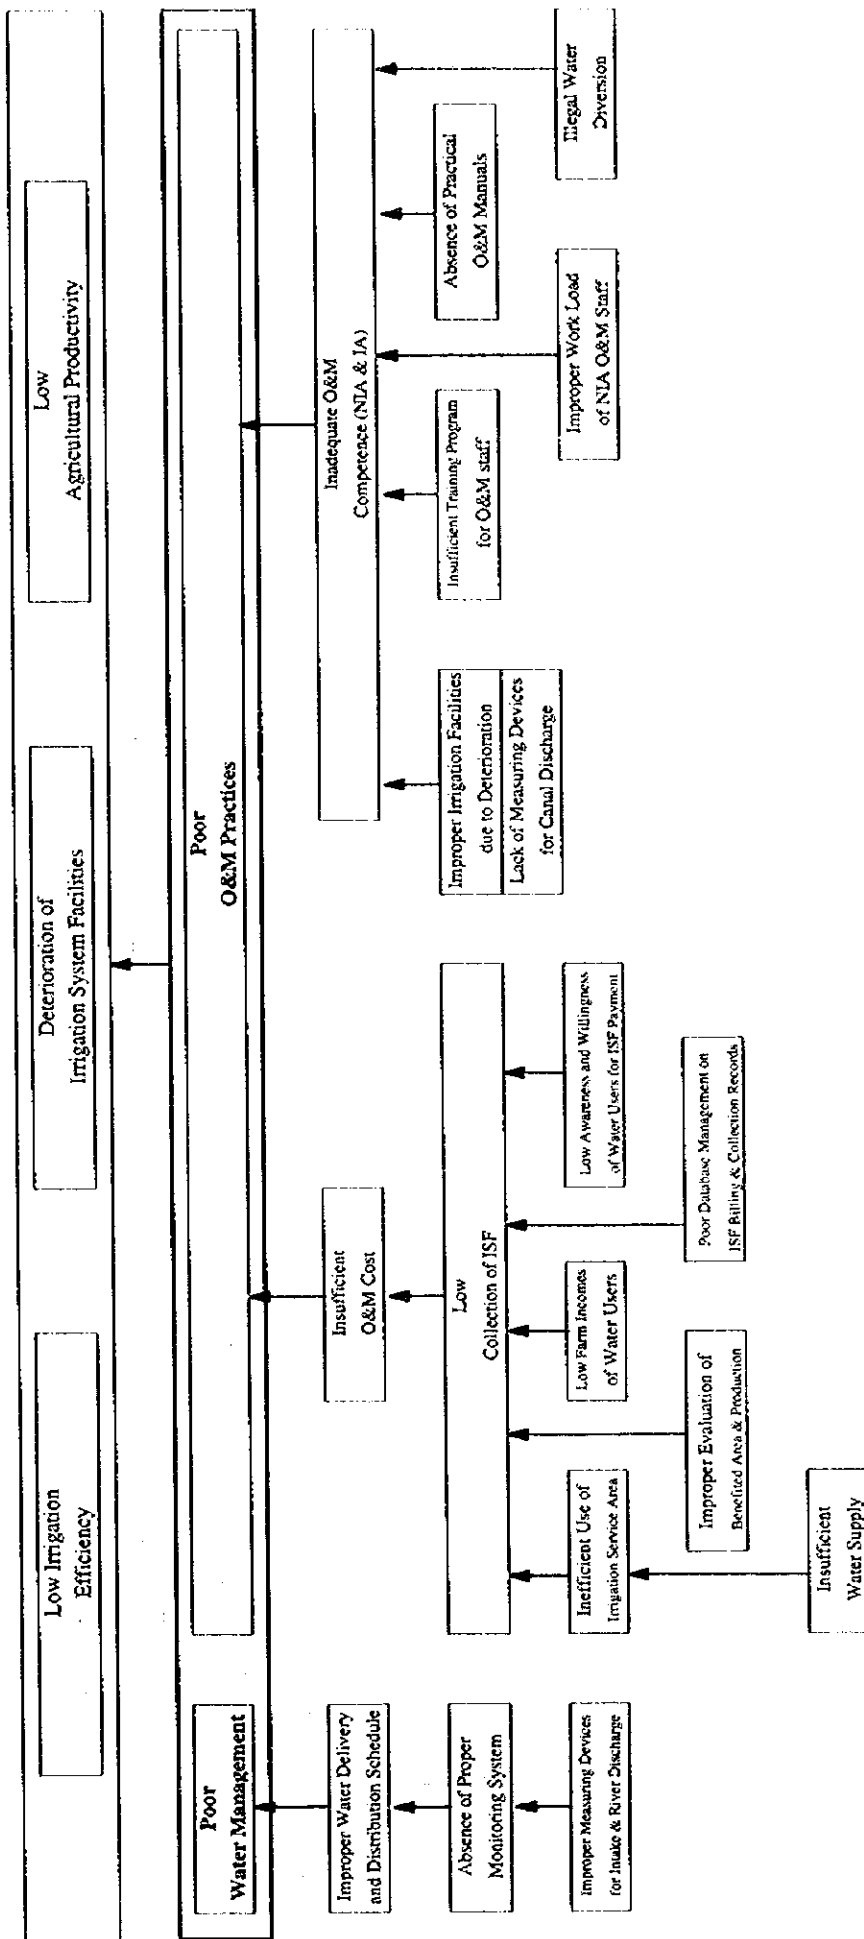 Low Irrigation
Efficiency
Deterioration of
Irrigation System Facilities
Low
Agricultural Productivity
Poor
Water Management
Poor
O&M Practices
Improper Water Delivery
and Distribution Schedule
Insufficient
O&M Cost
Inadequate O&M
Competence (NIA & IA)
Absence of Proper
Monitoring System
Low
Collection of ISF
Improper Irrigation Facilities
due to Deterioration
Lack of Measuring Devices
for Canal Discharge
Insufficient Training Program
for O&M staff
Absence of Practical
O&M Manuals
Improper Measuring Devices
for Intake & River Discharge
Inefficient Use of
Irrigation Service Area
Low Farm Incomes
of Water Users
Low Awareness and Willingness
of Water Users for ISF Payment
Improper Work Load
of NIA O&M Staff
Illegal Water
Diversion
Improper Evaluation of
Benefited Area & Production
Poor Database Management on
ISF Billing & Collection Records
Insufficient
Water Supply